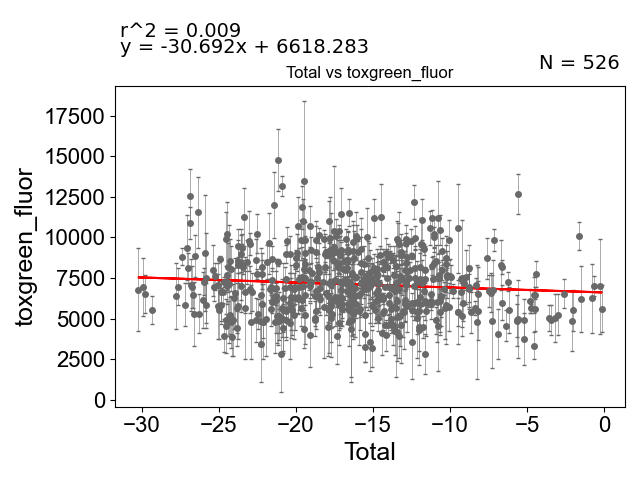 r^2 = 0.009
y = -30.692x + 6618.283
N = 526
Total vs toxgreen_fluor
toxgreen_fluor
17500
15000
12500
10000
7500
5000
2500
0
−30
−25
−20
−15
−10
−5
0
Total